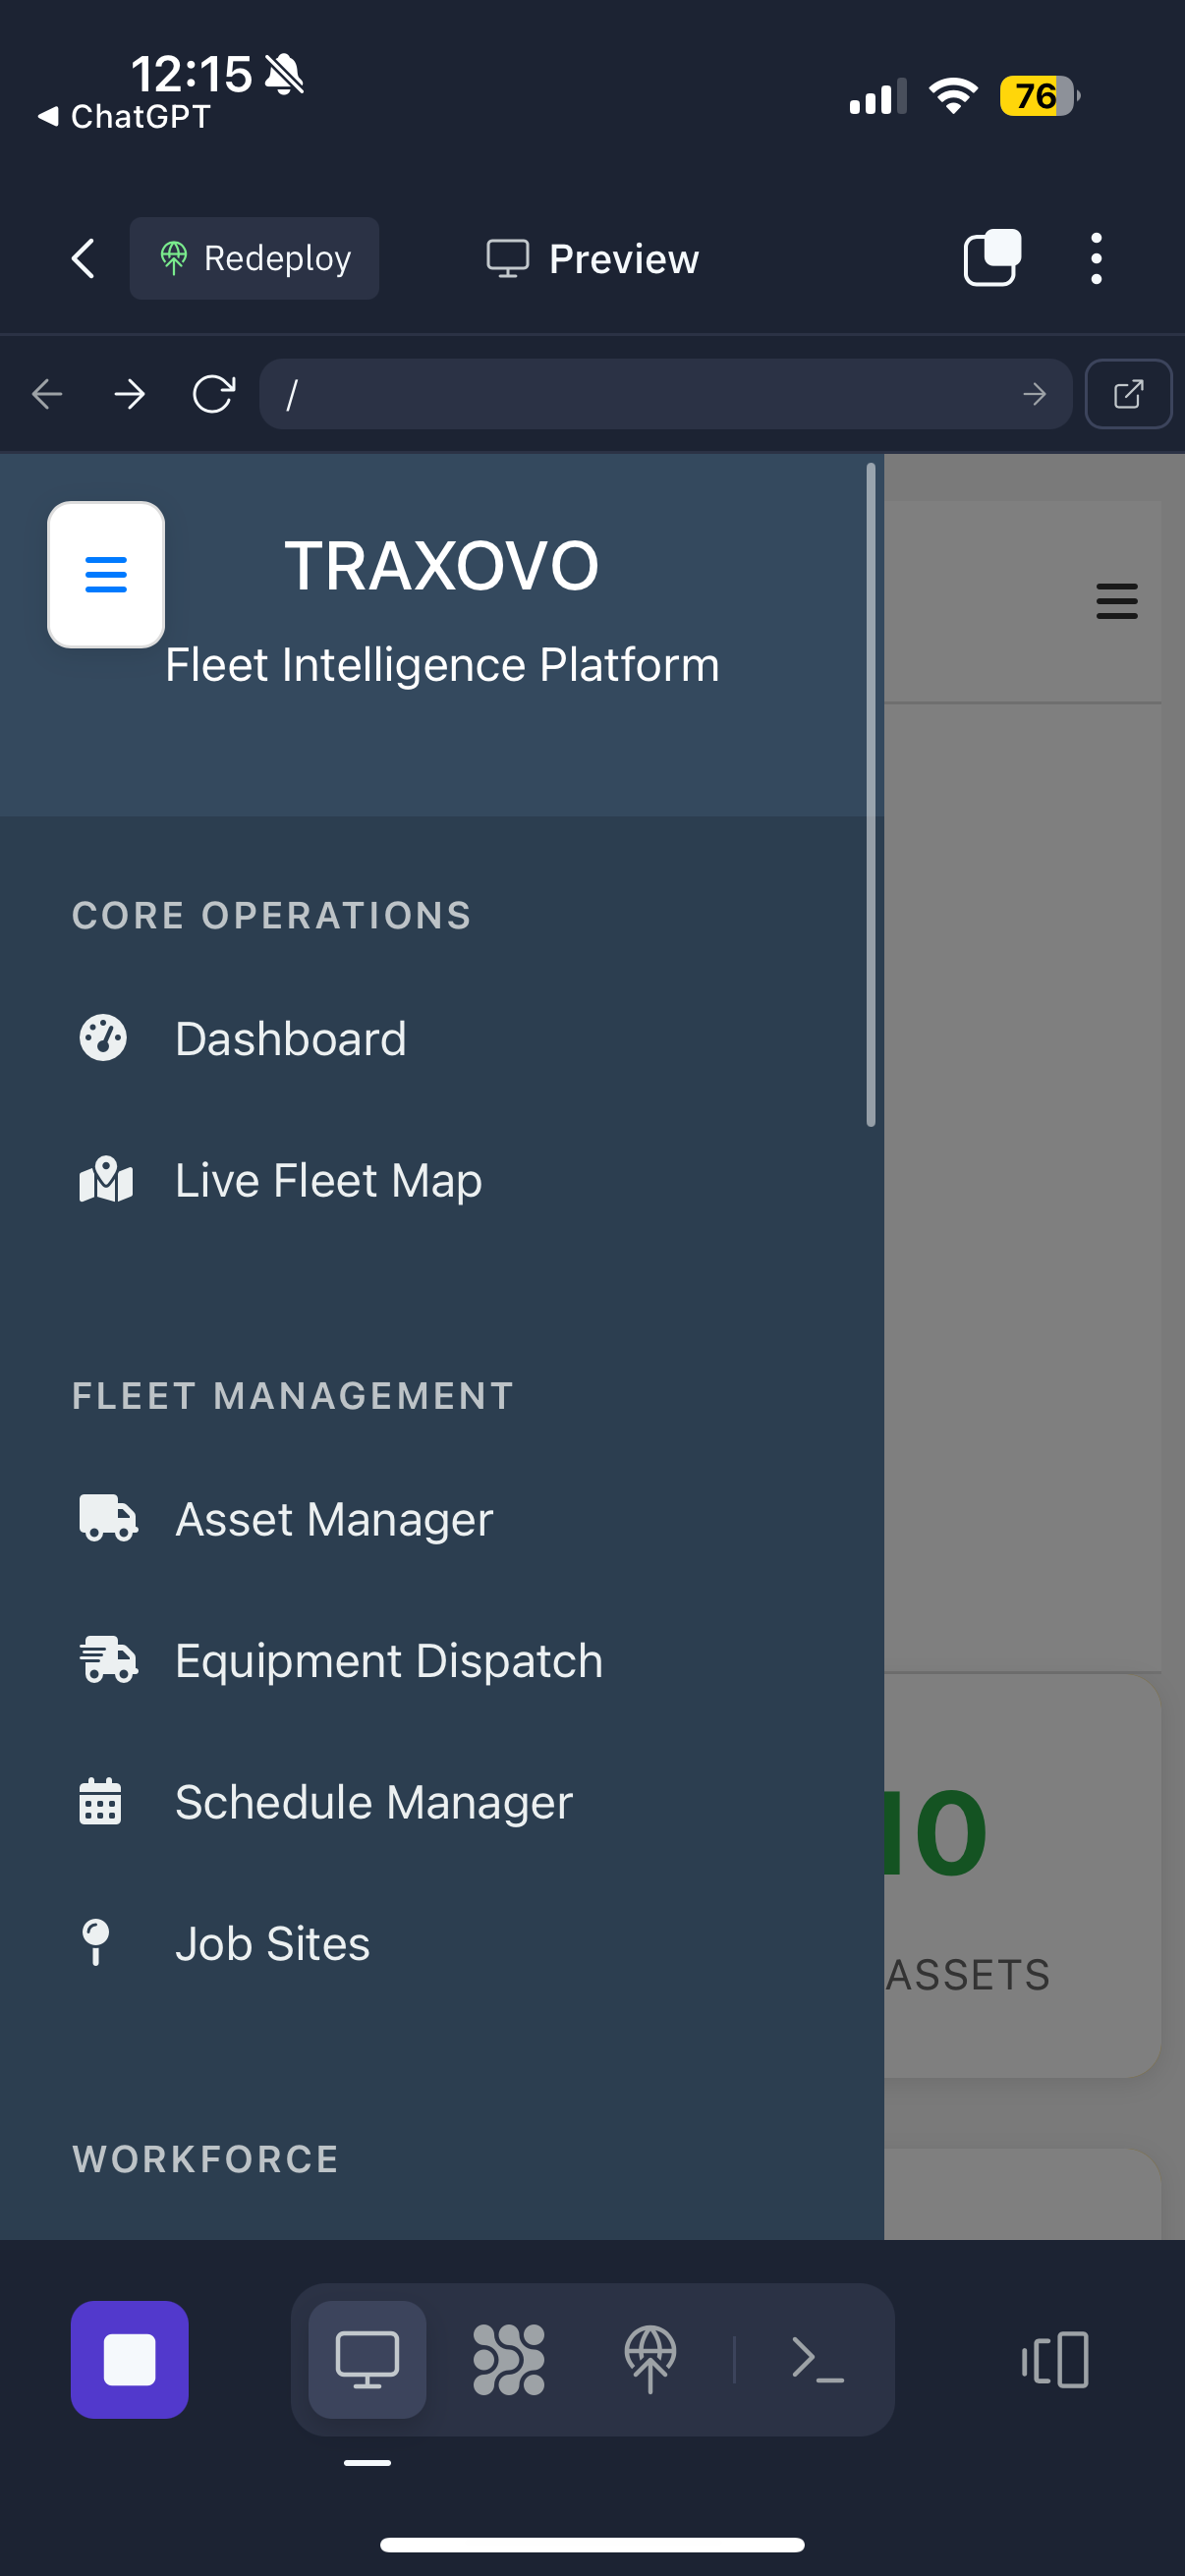 12:15
ChatGPT
76
Redeploy
Preview
/
TRAXOVO
Fleet Intelligence Platform
CORE OPERATIONS
Dashboard
Live Fleet Map
FLEET MANAGEMENT
Asset Manager
Equipment Dispatch
Schedule Manager
10
Job Sites
ASSETS
WORKFORCE